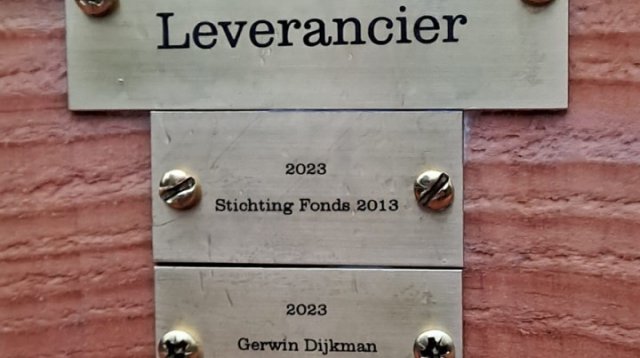 Leverancier
2023
Stichting Fonds 2013
2023
Gerwin Dijkman